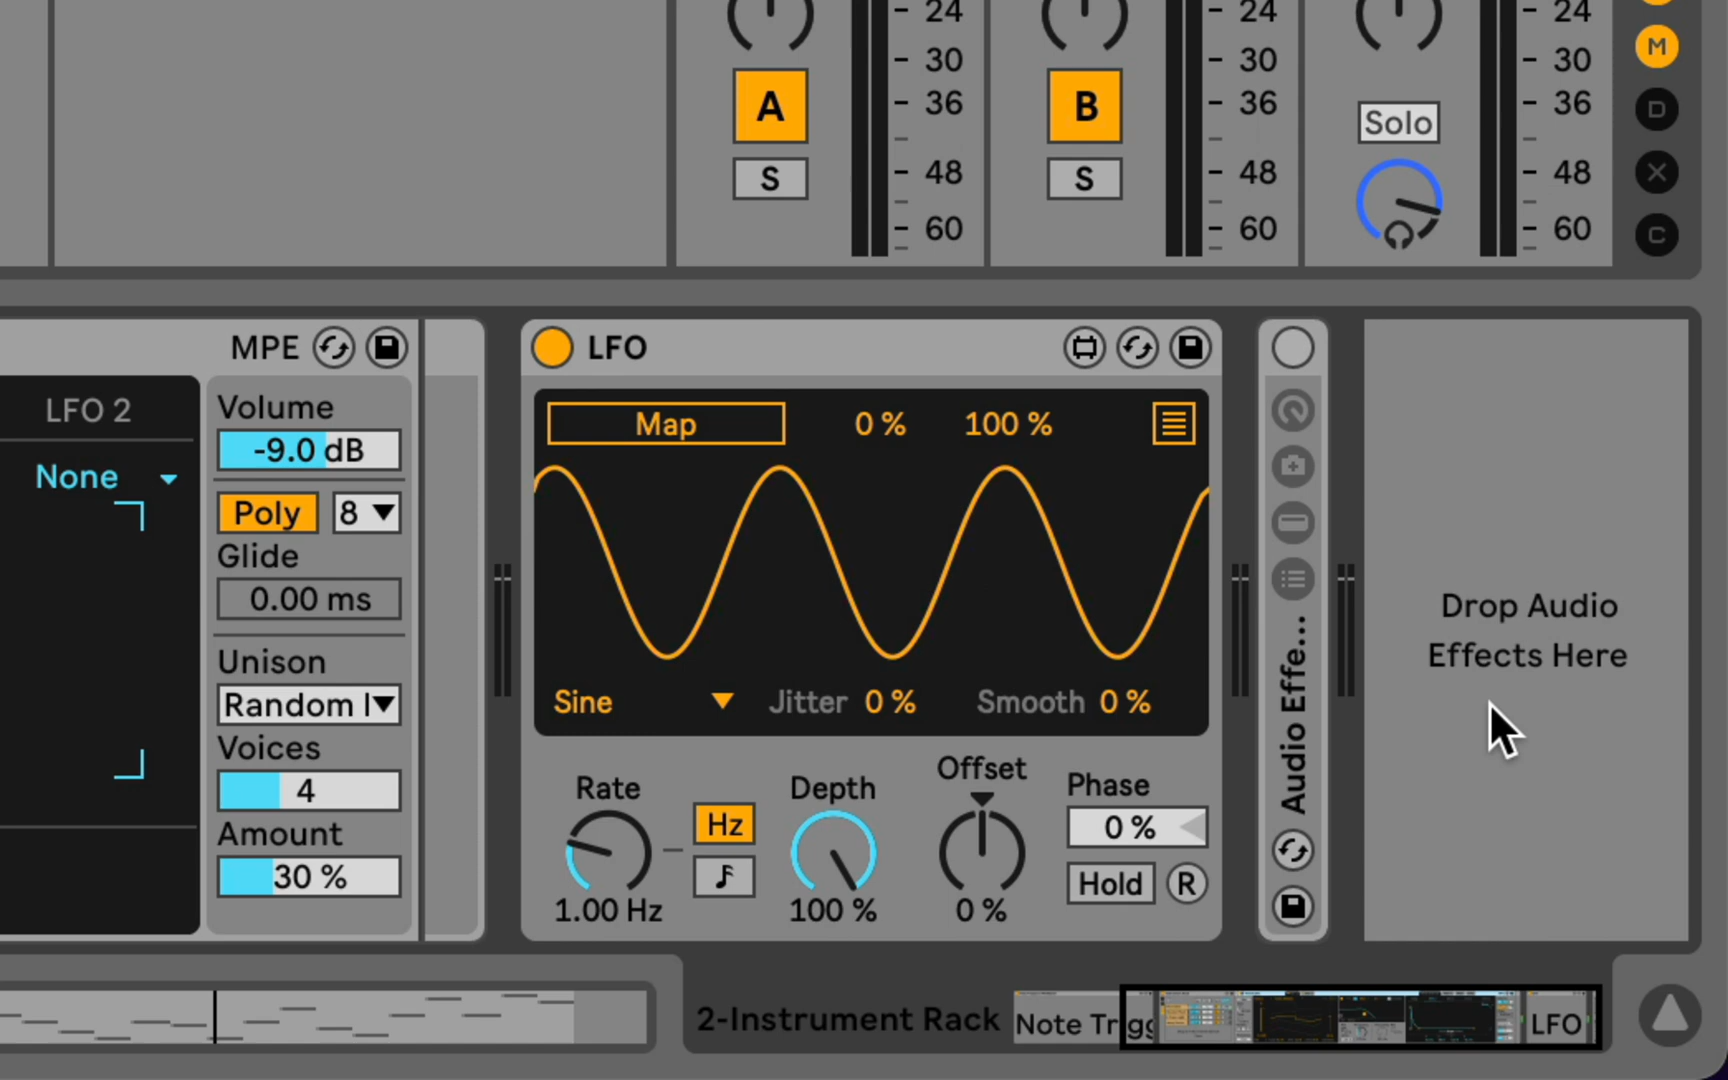 24 24 24
30 30 30 M
A 36 B 36 Solo 36 D
S 48 S 48 48 X
60 60 60 C
MPE
LFO 2
None
Volume
-9.0 dB
Poly 8
Glide
0.00 ms
Unison
Random
Voices
4
Amount
30 %
LFO
Map 0 % 100 %
Sine Jitter 0 % Smooth 0 %
Rate
1.00 Hz
Hz
Depth
100 %
Offset
0 %
Phase
0 %
Hold R
Audio Effe...
Drop Audio
Effects Here
2-Instrument Rack Note Trigg LFO